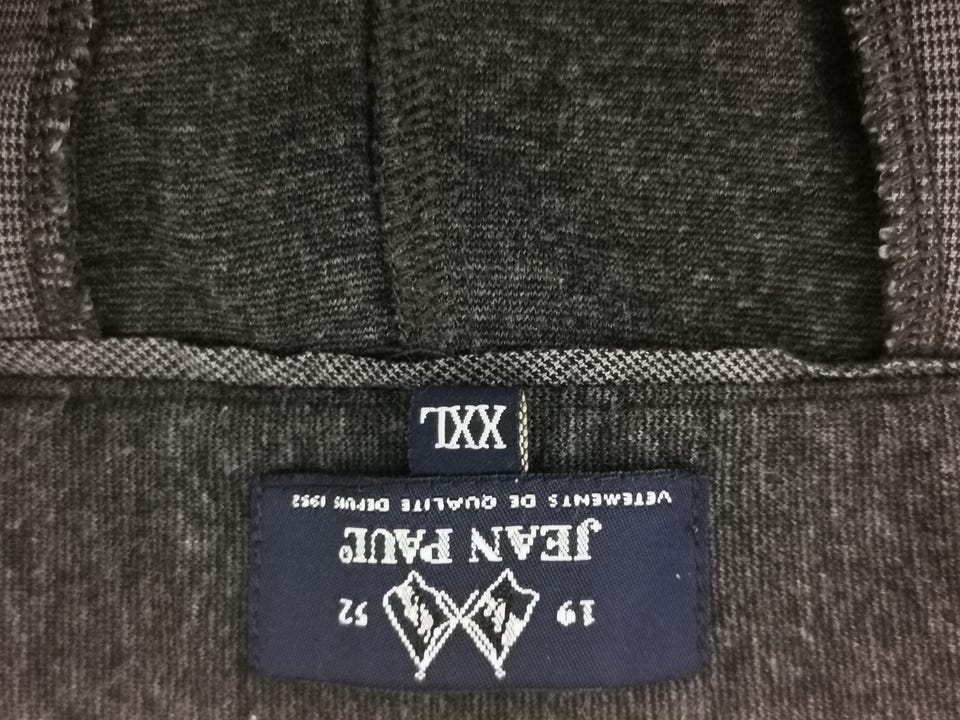 19 52
JEAN PAUL®
VETEMENTS DE QUALITE DEPUIS 1952
XXL